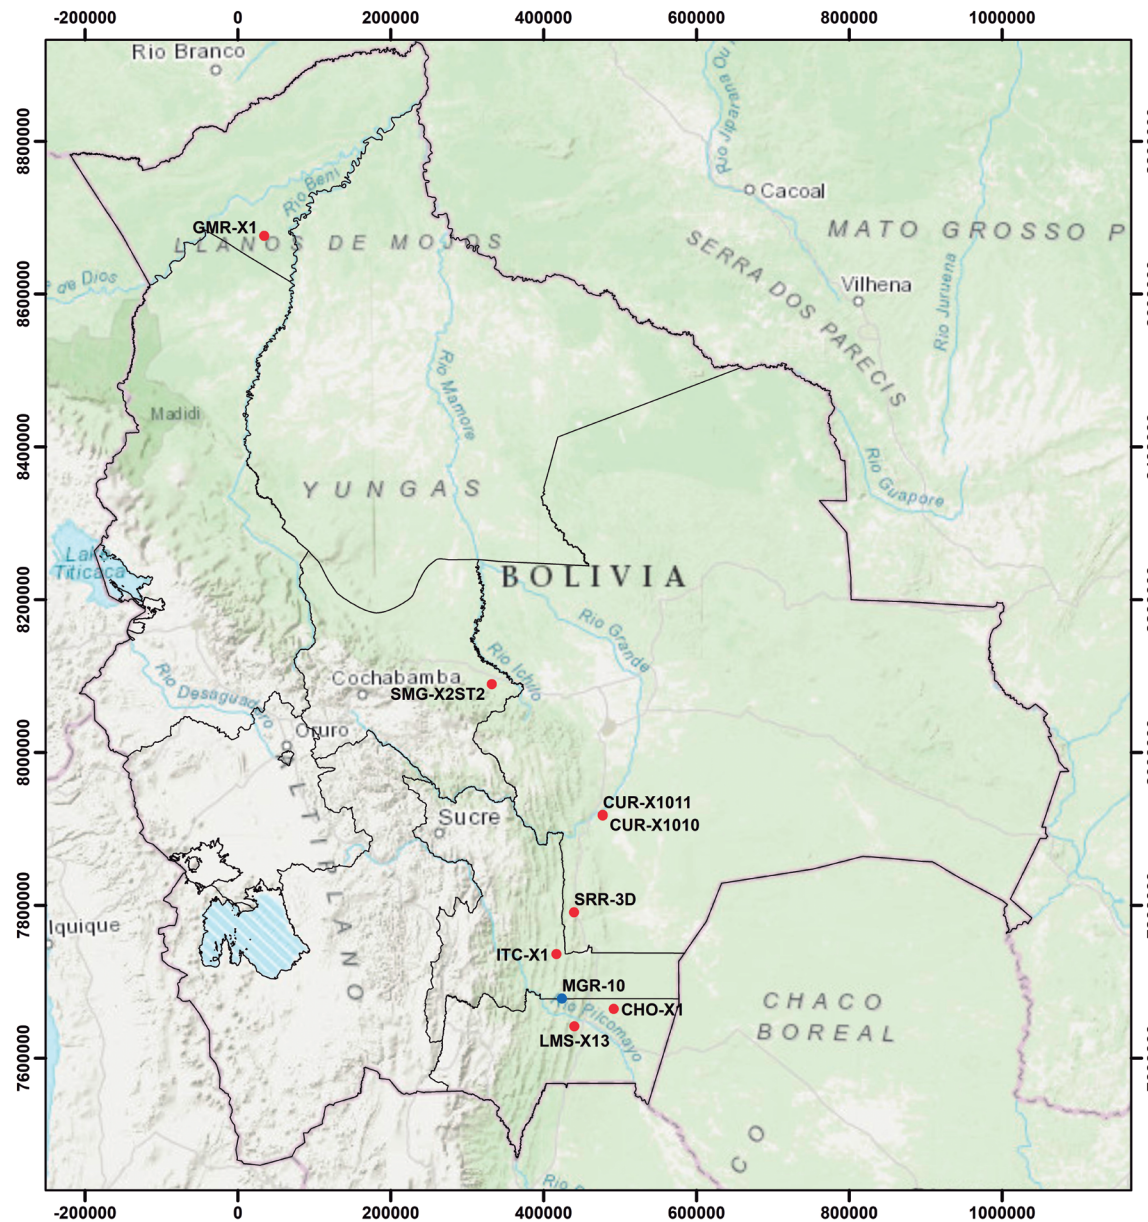 -200000 0 200000 400000 600000 800000 1000000
Rio Branco
Rio Jiparana Ou
8800000
Rio Beni
Cacoal
GMR-X1
LLANOS DE MOJOS
MATO GROSSO P
SERRA DOS PARECIS
de Dios
Vilhena
Rio Juruena
8600000
Rio Mamore
Madidi
8400000
Rio Guapore
YUNGAS
Lake
Titicaca
BOLIVIA
8200000
Rio Grande
Rio Ichilo
Rio Desaguadero
Cochabamba
SMG-X2ST2
Oruro
8000000
ALTIPLANO
CUR-X1011
CUR-X1010
Sucre
SRR-3D
7800000
Iquique
ITC-X1
MGR-10
CHO-X1
Rio Pilcomayo
LMS-X13
CHACO
BOREAL
7600000
C O
Rio
-200000 0 200000 400000 600000 800000 1000000